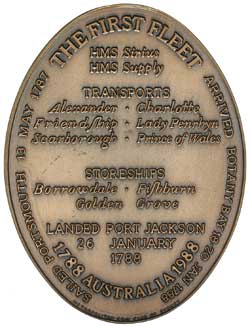 THE FIRST FLEET
SAILED PORTSMOUTH 13 MAY 1787
ARRIVED BOTANY BAY 18-20 JAN 1788
HMS Sirius
HMS Supply
TRANSPORTS
Alexander · Charlotte
Friendſhip · Lady Penrhyn
Scarborough · Prince of Wales
STORESHIPS
Borrowdale · Fiſhburn
Golden Grove
LANDED PORT JACKSON
26 JANUARY
1788
1788 AUSTRALIA 1988